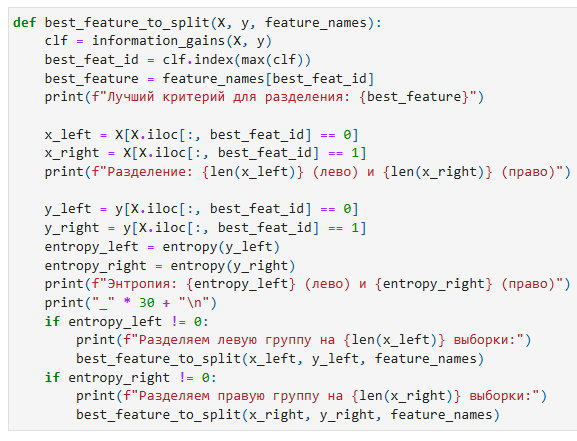 def best_feature_to_split(X, y, feature_names):
    clf = information_gains(X, y)
    best_feat_id = clf.index(max(clf))
    best_feature = feature_names[best_feat_id]
    print(f"Лучший критерий для разделения: {best_feature}")

    x_left = X[X.iloc[:, best_feat_id] == 0]
    x_right = X[X.iloc[:, best_feat_id] == 1]
    print(f"Разделение: {len(x_left)} (лево) и {len(x_right)} (право)")

    y_left = y[X.iloc[:, best_feat_id] == 0]
    y_right = y[X.iloc[:, best_feat_id] == 1]
    entropy_left = entropy(y_left)
    entropy_right = entropy(y_right)
    print(f"Энтропия: {entropy_left} (лево) и {entropy_right} (право)")
    print("_" * 30 + "\n")
    if entropy_left != 0:
        print(f"Разделяем левую группу на {len(x_left)} выборки:")
        best_feature_to_split(x_left, y_left, feature_names)
    if entropy_right != 0:
        print(f"Разделяем правую группу на {len(x_right)} выборки:")
        best_feature_to_split(x_right, y_right, feature_names)